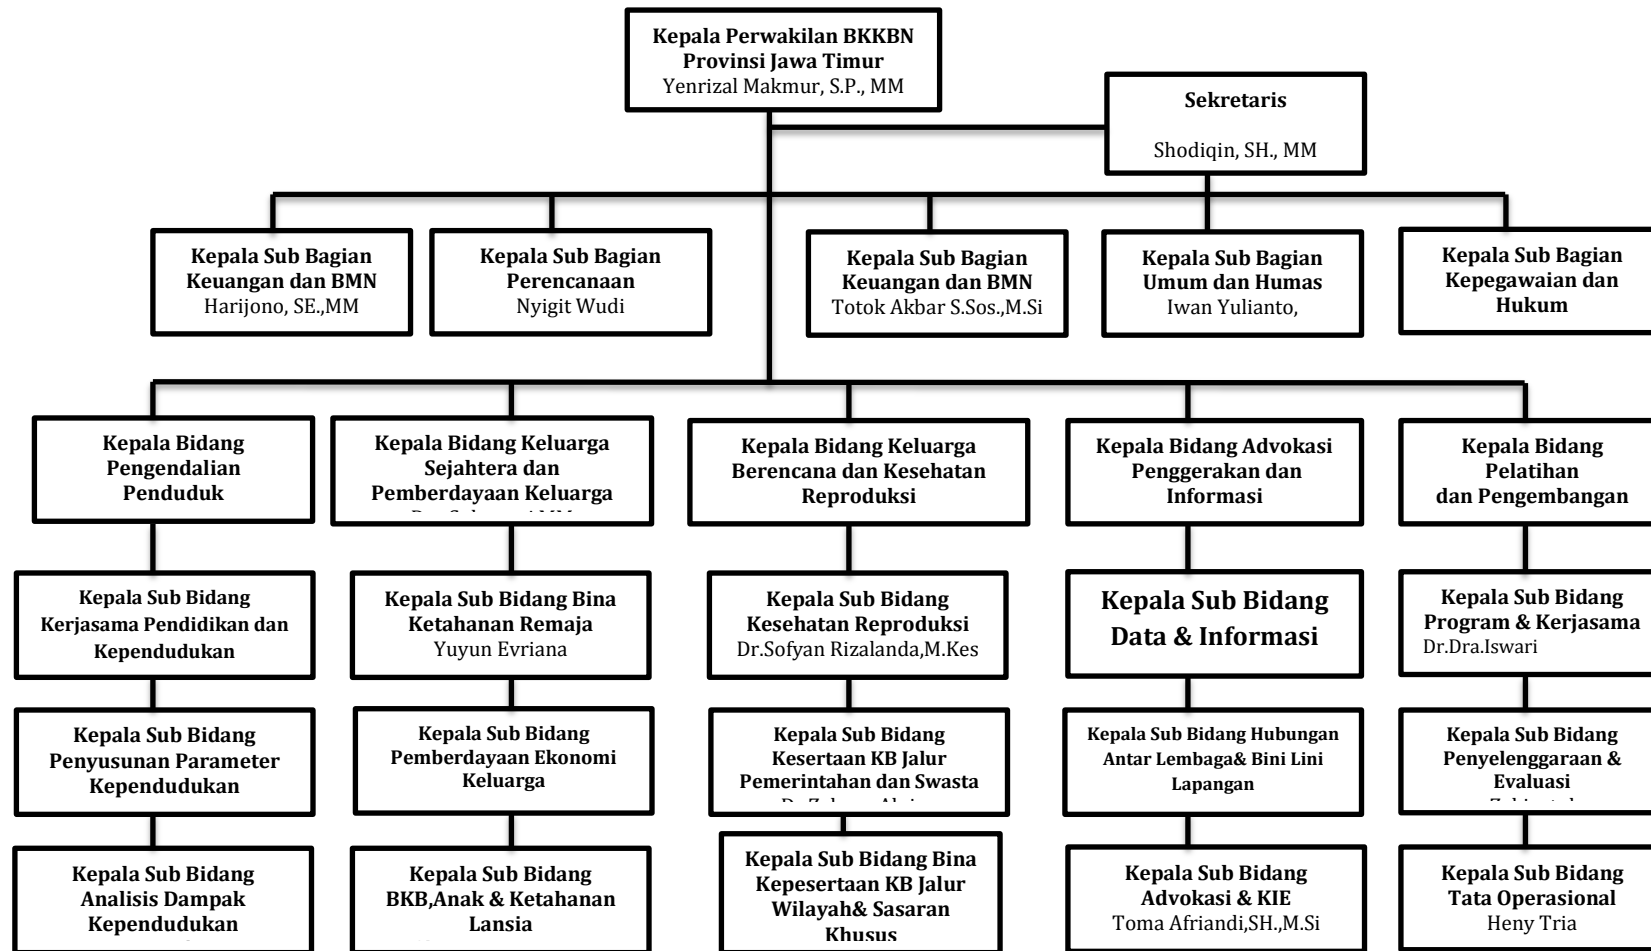 Kepala Perwakilan BKKBN
Provinsi Jawa Timur
Yenrizal Makmur, S.P., MM
Sekretaris
Shodiqin, SH., MM
Kepala Sub Bagian
Keuangan dan BMN
Harijono, SE.,MM
Kepala Sub Bagian
Perencanaan
Nyigit Wudi
Kepala Sub Bagian
Keuangan dan BMN
Totok Akbar S.Sos.,M.Si
Kepala Sub Bagian
Umum dan Humas
Iwan Yulianto,
Kepala Sub Bagian
Kepegawaian dan
Hukum
Kepala Bidang
Pengendalian
Penduduk
Kepala Bidang Keluarga
Sejahtera dan
Pemberdayaan Keluarga
Kepala Bidang Keluarga
Berencana dan Kesehatan
Reproduksi
Kepala Bidang Advokasi
Penggerakan dan
Informasi
Kepala Bidang
Pelatihan
dan Pengembangan
Kepala Sub Bidang
Kerjasama Pendidikan dan
Kependudukan
Kepala Sub Bidang Bina
Ketahanan Remaja
Yuyun Evriana
Kepala Sub Bidang
Kesehatan Reproduksi
Dr.Sofyan Rizalanda,M.Kes
Kepala Sub Bidang
Data & Informasi
Kepala Sub Bidang
Program & Kerjasama
Dr.Dra.Iswari
Kepala Sub Bidang
Penyusunan Parameter
Kependudukan
Kepala Sub Bidang
Pemberdayaan Ekonomi
Keluarga
Kepala Sub Bidang
Kesertaan KB Jalur
Pemerintahan dan Swasta
Kepala Sub Bidang Hubungan
Antar Lembaga& Bini Lini
Lapangan
Kepala Sub Bidang
Penyelenggaraan &
Evaluasi
Kepala Sub Bidang
Analisis Dampak
Kependudukan
Kepala Sub Bidang
BKB,Anak & Ketahanan
Lansia
Kepala Sub Bidang Bina
Kepesertaan KB Jalur
Wilayah& Sasaran
Khusus
Kepala Sub Bidang
Advokasi & KIE
Toma Afriandi,SH.,M.Si
Kepala Sub Bidang
Tata Operasional
Heny Tria